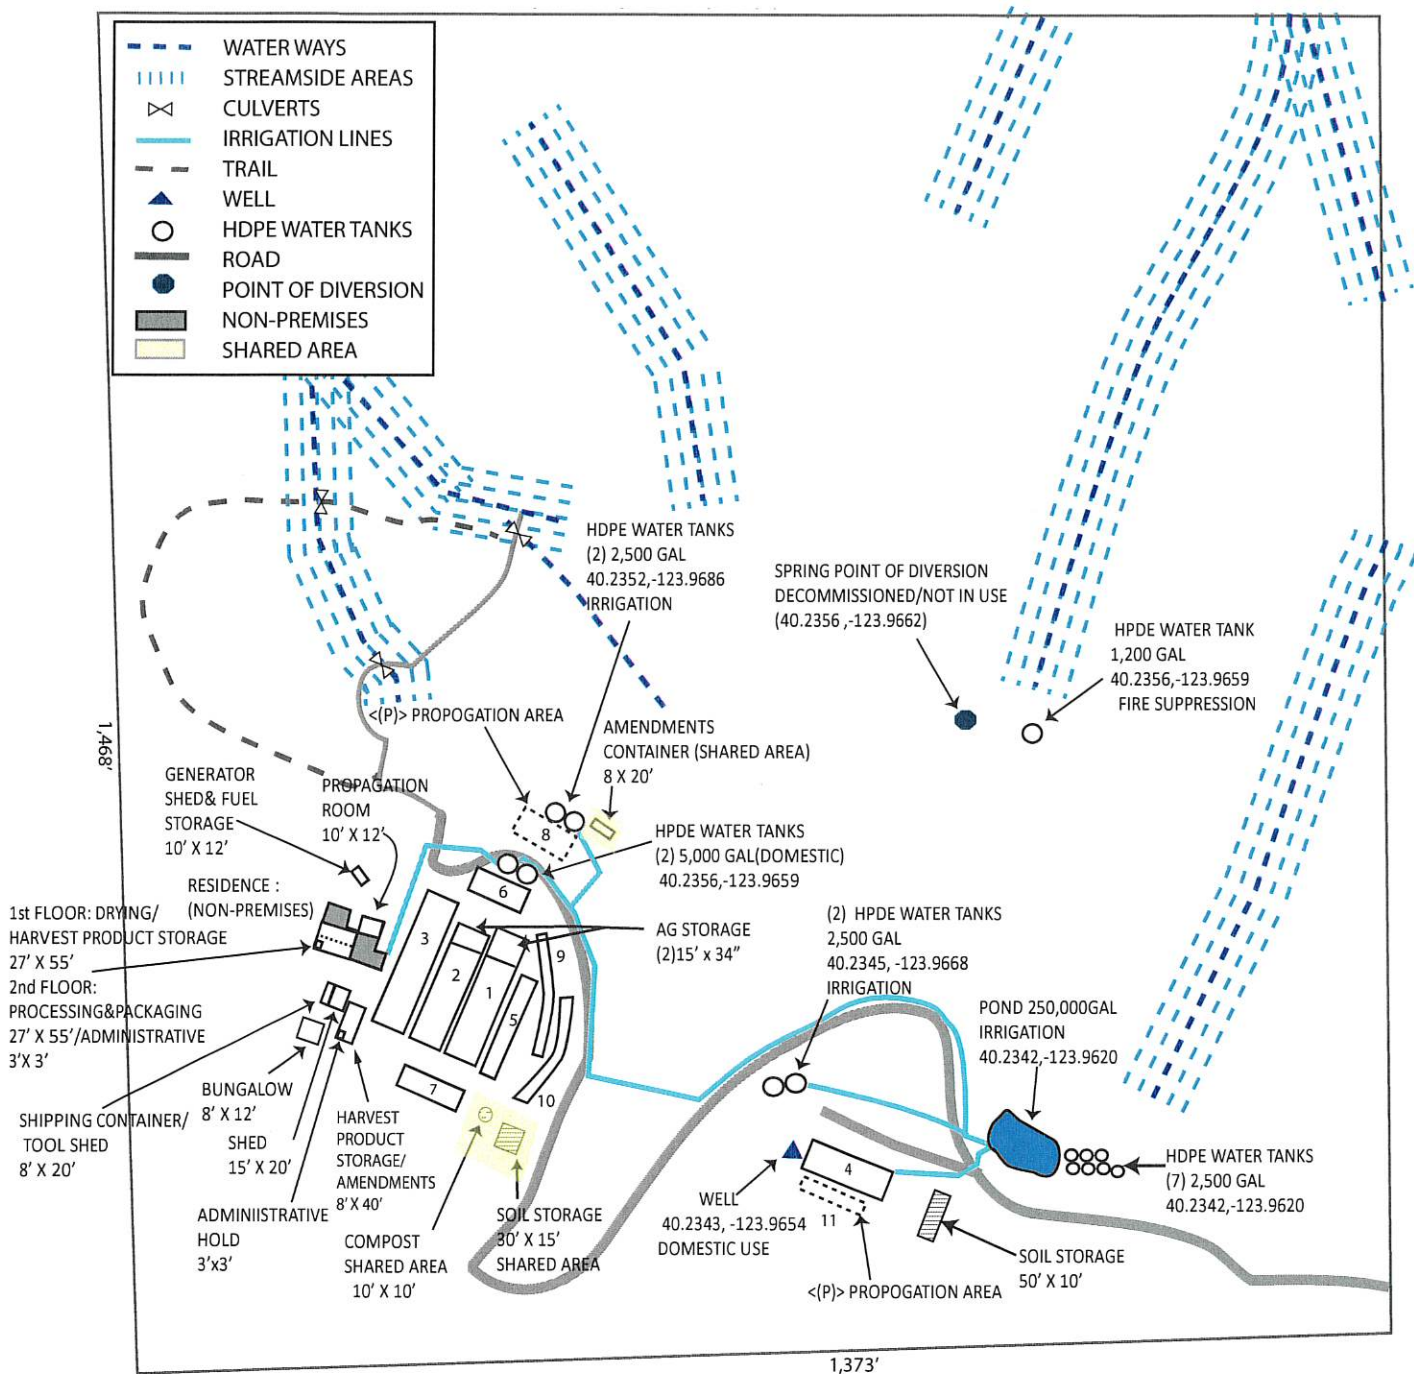 WATER WAYS
STREAMSIDE AREAS
CULVERTS
IRRIGATION LINES
TRAIL
WELL
HDPE WATER TANKS
ROAD
POINT OF DIVERSION
NON-PREMISES
SHARED AREA
HDPE WATER TANKS
(2) 2,500 GAL
40.2352,-123.9686
IRRIGATION
SPRING POINT OF DIVERSION
DECOMMISSIONED/NOT IN USE
(40.2356 ,-123.9662)
HPDE WATER TANK
1,200 GAL
40.2356,-123.9659
FIRE SUPPRESSION
<(P)> PROPOGATION AREA
AMENDMENTS
CONTAINER (SHARED AREA)
8 X 20'
1,468'
GENERATOR
SHED& FUEL
STORAGE
10' X 12'
PROPAGATION
ROOM
10' X 12'
HPDE WATER TANKS
(2) 5,000 GAL(DOMESTIC)
40.2356,-123.9659
RESIDENCE :
(NON-PREMISES)
1st FLOOR: DRYING/
HARVEST PRODUCT STORAGE
27' X 55'
2nd FLOOR:
PROCESSING&PACKAGING
27' X 55'/ADMINISTRATIVE
3'X 3'
AG STORAGE
(2)15' x 34"
(2) HPDE WATER TANKS
2,500 GAL
40.2345, -123.9668
IRRIGATION
POND 250,000GAL
IRRIGATION
40.2342,-123.9620
8
6
3
2
1
9
5
7
10
4
11
BUNGALOW
8' X 12'
SHIPPING CONTAINER/
TOOL SHED
8' X 20'
SHED
15' X 20'
HARVEST
PRODUCT
STORAGE/
AMENDMENTS
8' X 40'
ADMINIISTRATIVE
HOLD
3'x3'
COMPOST
SHARED AREA
10' X 10'
SOIL STORAGE
30' X 15'
SHARED AREA
WELL
40.2343, -123.9654
DOMESTIC USE
<(P)> PROPOGATION AREA
SOIL STORAGE
50' X 10'
HDPE WATER TANKS
(7) 2,500 GAL
40.2342,-123.9620
1,373'